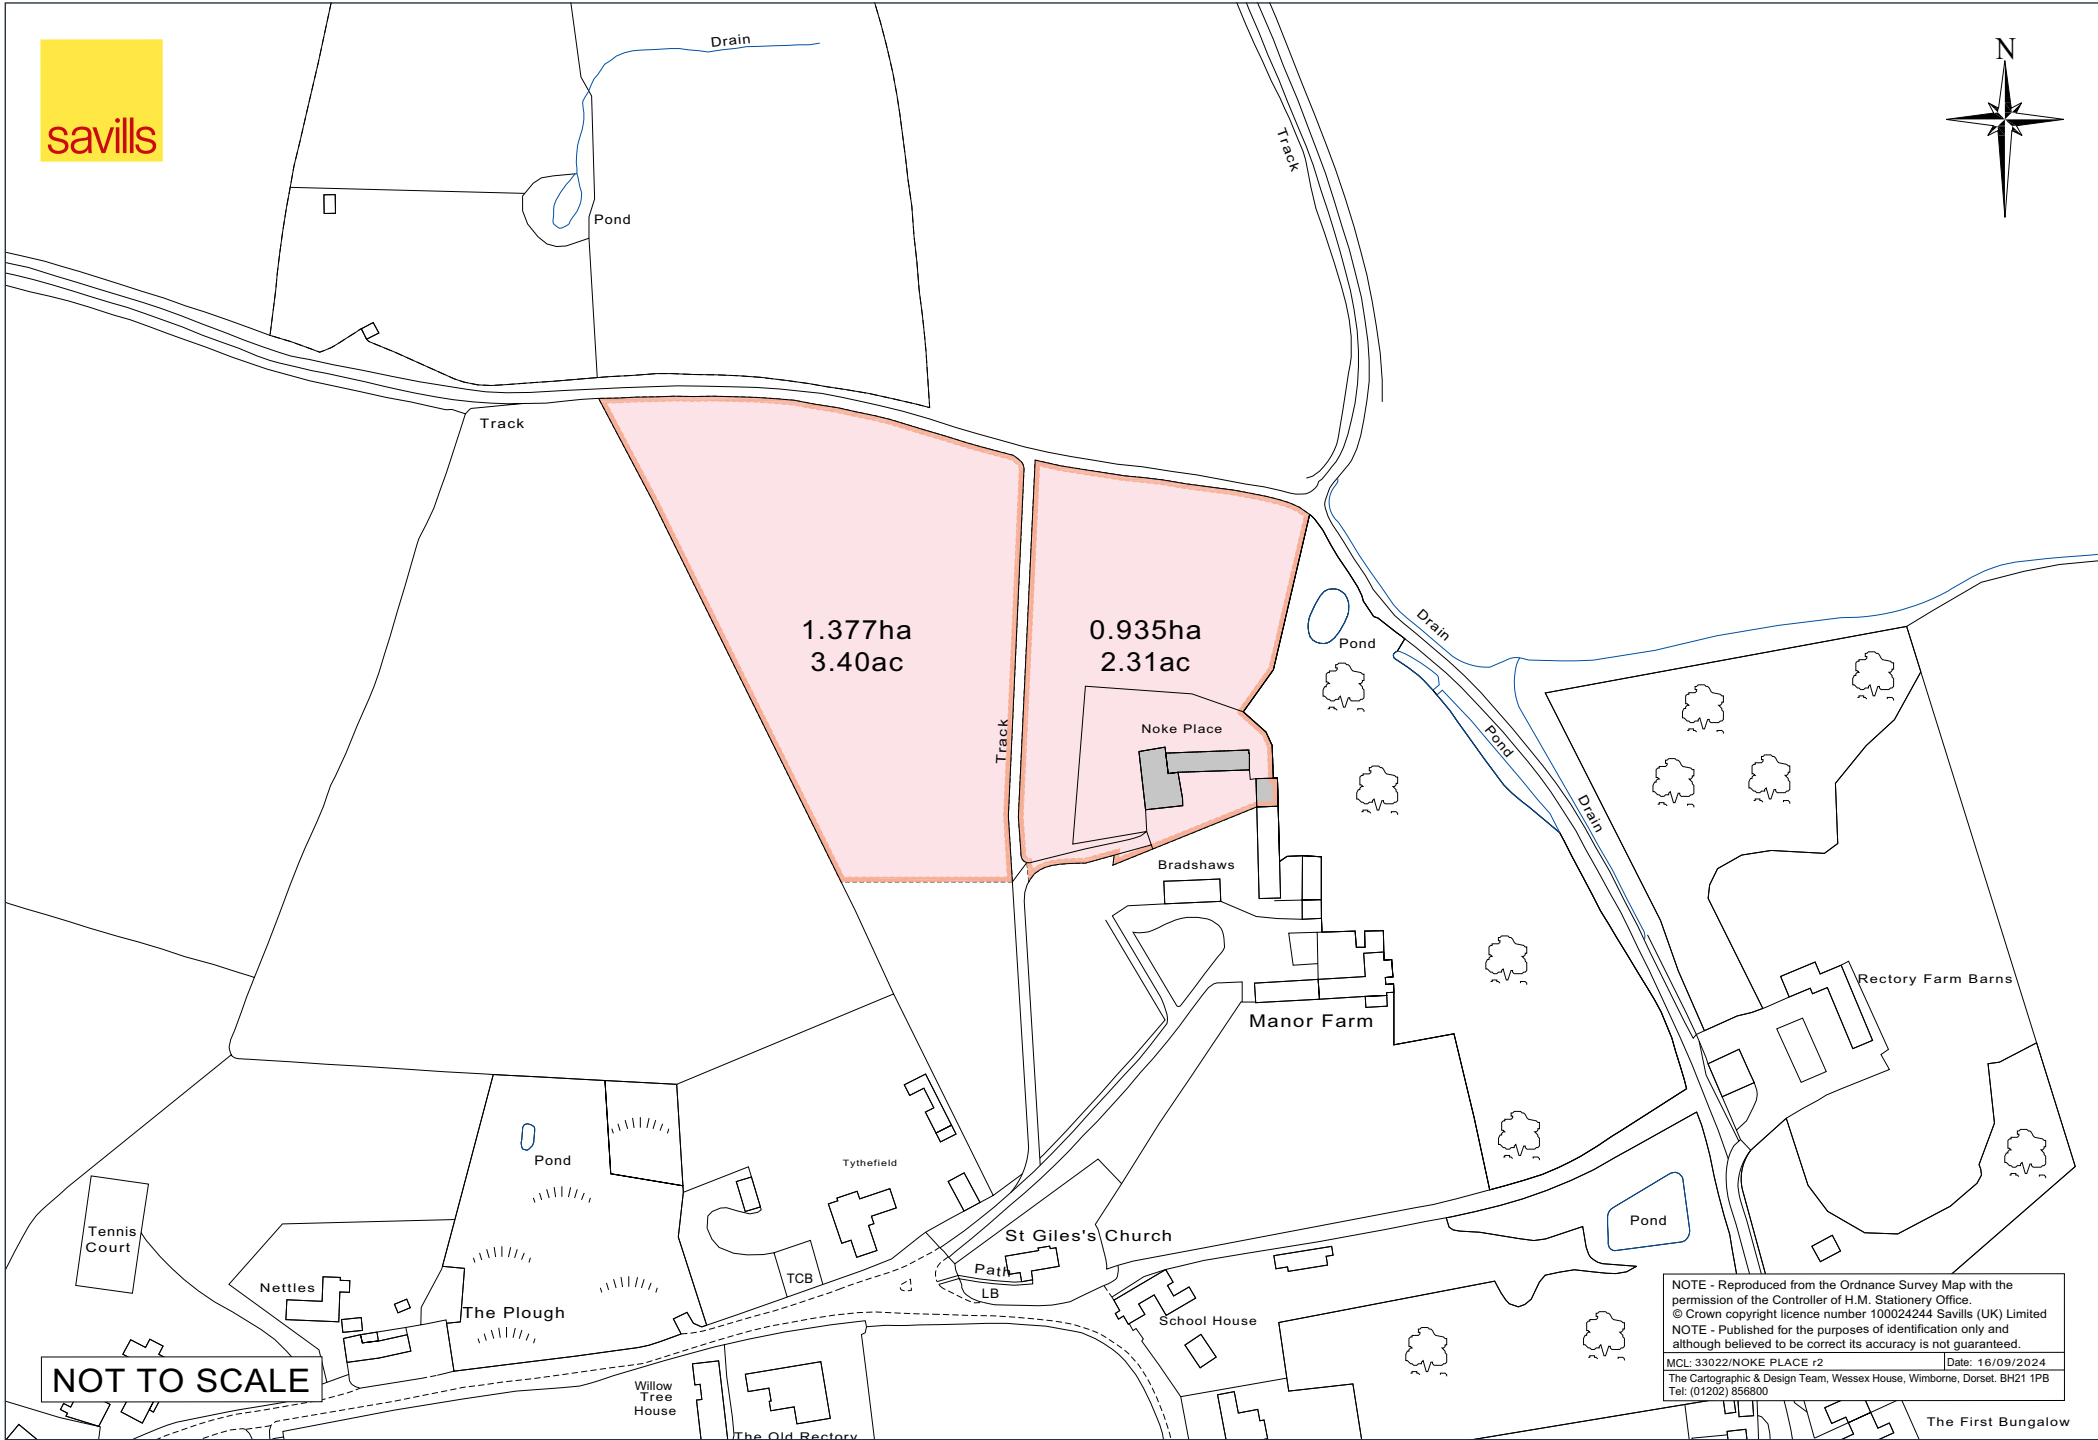 savills
Drain
N
Track
Pond
Track
1.377ha
3.40ac
0.935ha
2.31ac
Track
Noke Place
Pond
Drain
Pond
Drain
Bradshaws
Rectory Farm Barns
Manor Farm
Pond
Tythefield
Tennis
Court
St Giles's Church
Path
LB
TCB
Nettles
The Plough
School House
Pond
Willow
Tree
House
The Old Rectory
NOT TO SCALE
NOTE - Reproduced from the Ordnance Survey Map with the
permission of the Controller of H.M. Stationery Office.
© Crown copyright licence number 100024244 Savills (UK) Limited
NOTE - Published for the purposes of identification only and
although believed to be correct its accuracy is not guaranteed.
MCL: 33022/NOKE PLACE r2
Date: 16/09/2024
The Cartographic & Design Team, Wessex House, Wimborne, Dorset. BH21 1PB
Tel: (01202) 856800
The First Bungalow